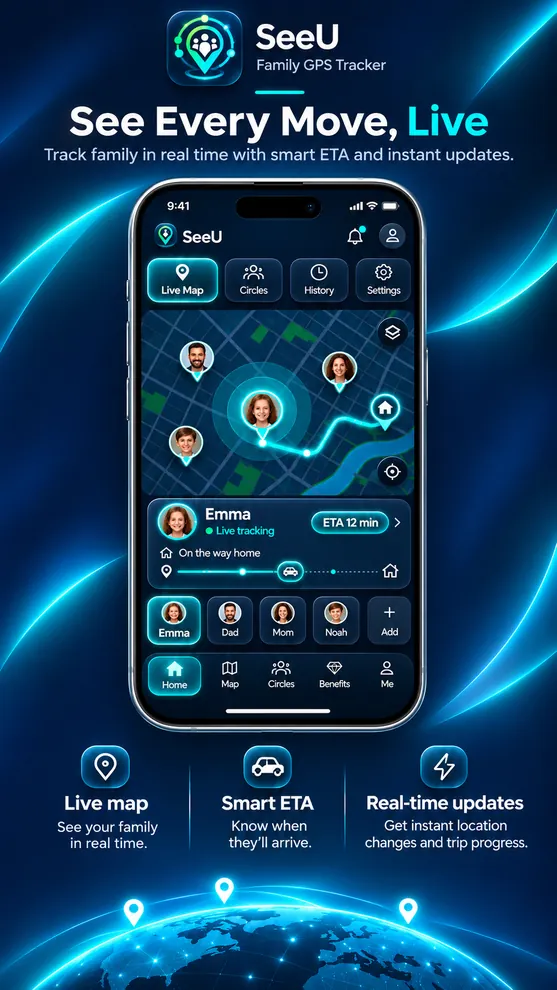 SeeU
Family GPS Tracker
See Every Move, Live
Track family in real time with smart ETA and instant updates.
9:41
SeeU
Live Map
Circles
History
Settings
Emma
Live tracking
ETA 12 min
On the way home
Emma
Dad
Mom
Noah
Add
Home
Map
Circles
Benefits
Me
Live map
See your family
in real time.
Smart ETA
Know when
they'll arrive.
Real-time updates
Get instant location
changes and trip progress.